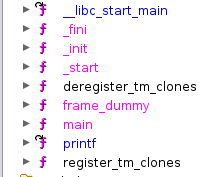 __libc_start_main
_fini
_init
_start
deregister_tm_clones
frame_dummy
main
printf
register_tm_clones